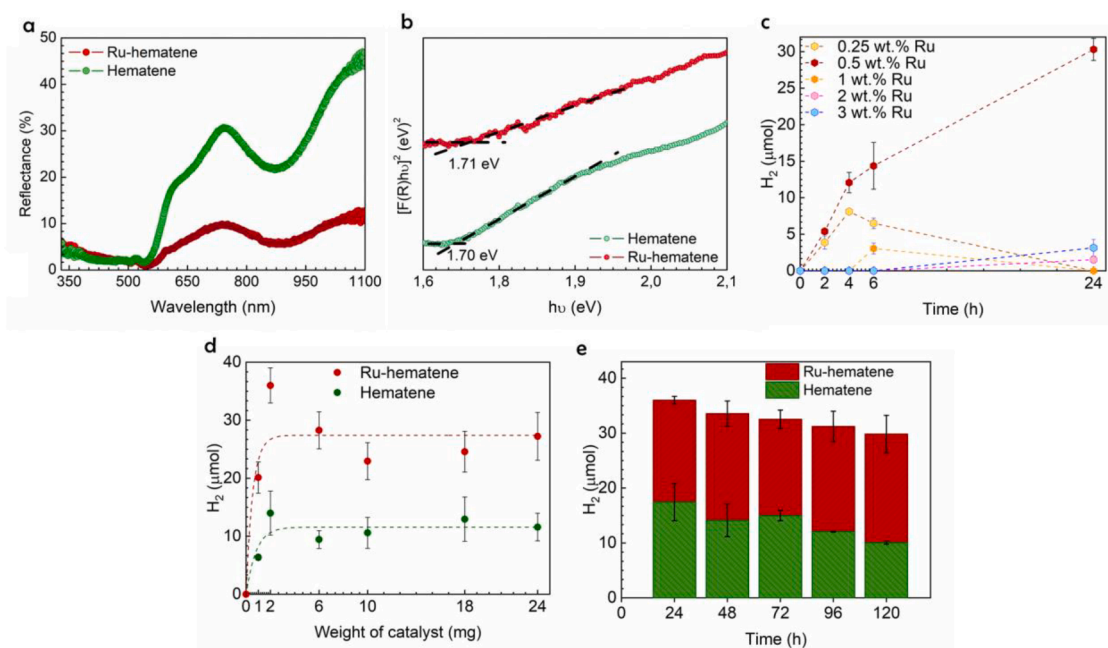 a
Ru-hematene
Hematene
Reflectance (%)
50
40
30
20
10
0
350 500 650 800 950 1100
Wavelength (nm)
b
[F(R)hυ]² (eV)²
1.71 eV
1.70 eV
Hematene
Ru-hematene
1,6 1,7 1,8 1,9 2,0 2,1
hυ (eV)
c
0.25 wt.% Ru
0.5 wt.% Ru
1 wt.% Ru
2 wt.% Ru
3 wt.% Ru
H₂ (μmol)
30
25
20
15
10
5
0
0 2 4 6 24
Time (h)
d
Ru-hematene
Hematene
H₂ (μmol)
40
30
20
10
0
0 1 2 6 10 18 24
Weight of catalyst (mg)
e
Ru-hematene
Hematene
H₂ (μmol)
40
30
20
10
0
0 24 48 72 96 120
Time (h)